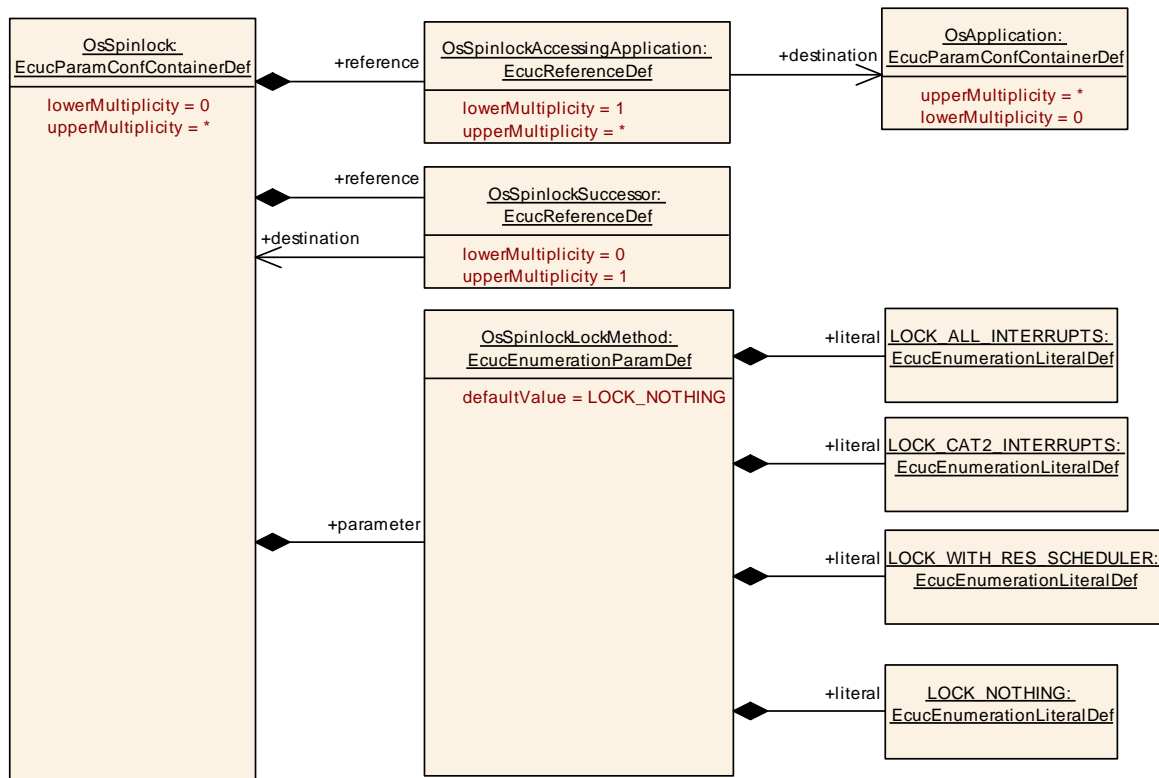 OsSpinlock:
EcucParamConfContainerDef
lowerMultiplicity = 0
upperMultiplicity = *
+reference
OsSpinlockAccessingApplication:
EcucReferenceDef
lowerMultiplicity = 1
upperMultiplicity = *
+destination
OsApplication:
EcucParamConfContainerDef
upperMultiplicity = *
lowerMultiplicity = 0
+reference
OsSpinlockSuccessor:
EcucReferenceDef
+destination
lowerMultiplicity = 0
upperMultiplicity = 1
OsSpinlockLockMethod:
EcucEnumerationParamDef
defaultValue = LOCK_NOTHING
+parameter
+literal
LOCK_ALL_INTERRUPTS:
EcucEnumerationLiteralDef
+literal
LOCK_CAT2_INTERRUPTS:
EcucEnumerationLiteralDef
+literal
LOCK_WITH_RES_SCHEDULER:
EcucEnumerationLiteralDef
+literal
LOCK_NOTHING:
EcucEnumerationLiteralDef